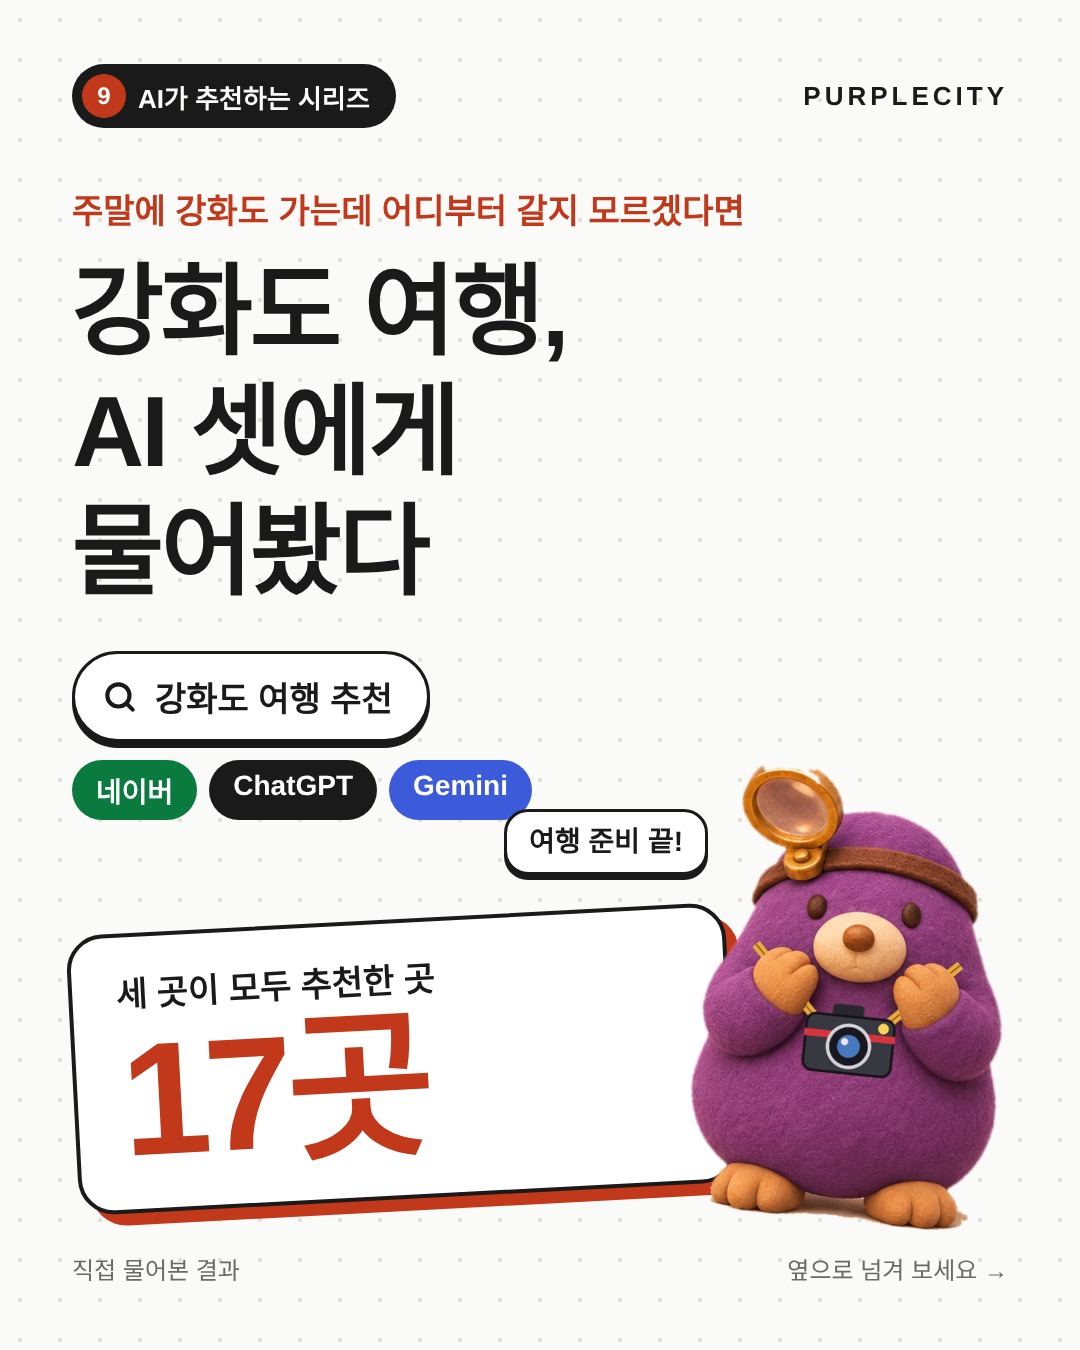 9 AI가 추천하는 시리즈
PURPLECITY
주말에 강화도 가는데 어디부터 갈지 모르겠다면
강화도 여행,
AI 셋에게
물어봤다
강화도 여행 추천
네이버 ChatGPT Gemini
여행 준비 끝!
세 곳이 모두 추천한 곳
17곳
직접 물어본 결과
옆으로 넘겨 보세요 →